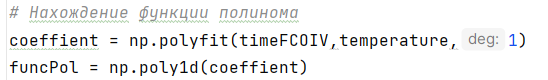 # Нахождение функции полинома
coeffient = np.polyfit(timeFCOIV,temperature, deg: 1)
funcPol = np.poly1d(coeffient)